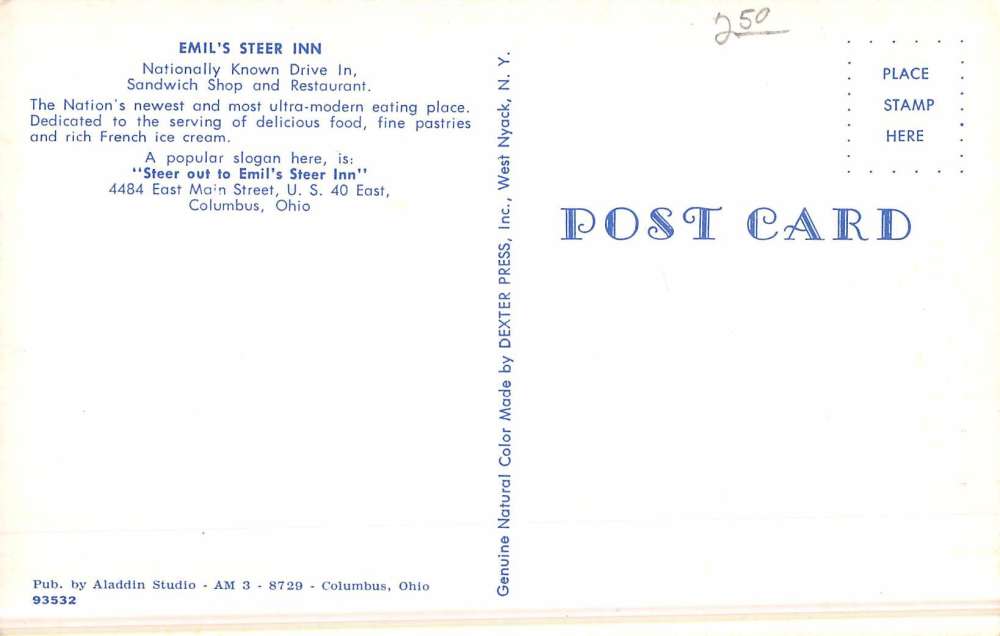 2.50
EMIL'S STEER INN
Nationally Known Drive In,
Sandwich Shop and Restaurant.
The Nation's newest and most ultra-modern eating place.
Dedicated to the serving of delicious food, fine pastries
and rich French ice cream.
A popular slogan here, is:
"Steer out to Emil's Steer Inn"
4484 East Main Street, U. S. 40 East,
Columbus, Ohio
Pub. by Aladdin Studio - AM 3 - 8729 - Columbus, Ohio
93532
Genuine Natural Color Made by DEXTER PRESS, Inc., West Nyack, N. Y.
PLACE
STAMP
HERE
POST CARD